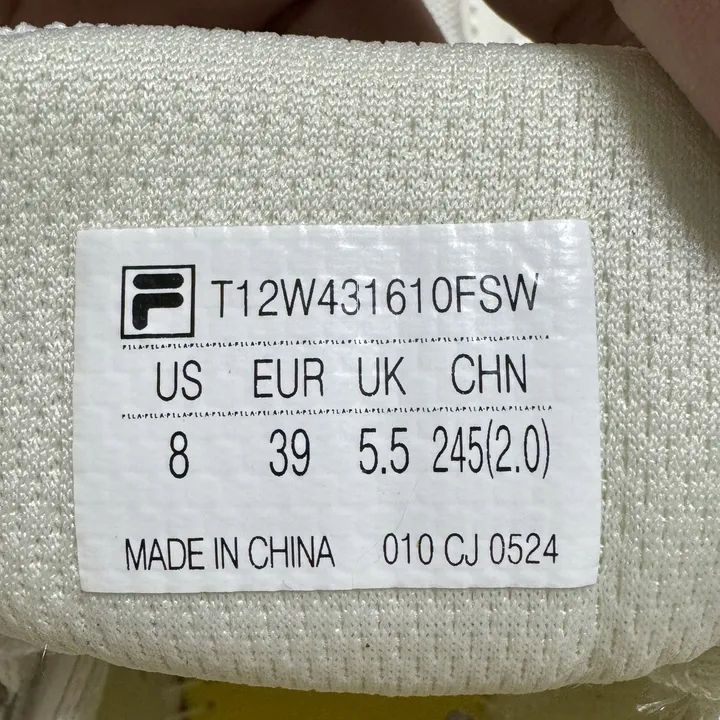 T12W431610FSW
US EUR UK CHN
8 39 5.5 245(2.0)
MADE IN CHINA 010 CJ 0524